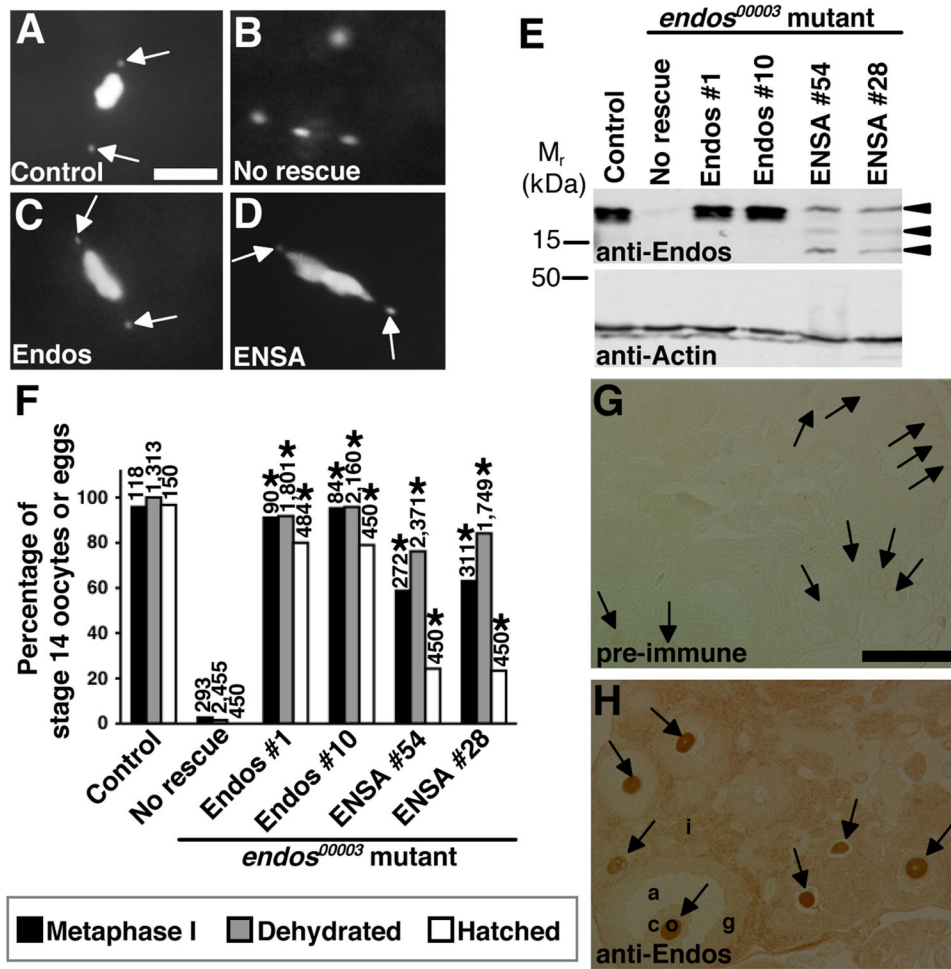 A
Control
B
No rescue
C
Endos
D
ENSA
E
endos00003 mutant
Control
No rescue
Endos #1
Endos #10
ENSA #54
ENSA #28
Mr
(kDa)
15
anti-Endos
50
anti-Actin
F
Percentage of
stage 14 oocytes or eggs
100
80
60
40
20
0
118
1,313
150
293
2,455
450
90*
1,801*
484*
84*
2,160*
450*
272*
2,371*
450*
311*
1,749*
450*
Control
No rescue
Endos #1
Endos #10
ENSA #54
ENSA #28
endos00003 mutant
Metaphase I
Dehydrated
Hatched
G
pre-immune
H
i
a
c o g
anti-Endos